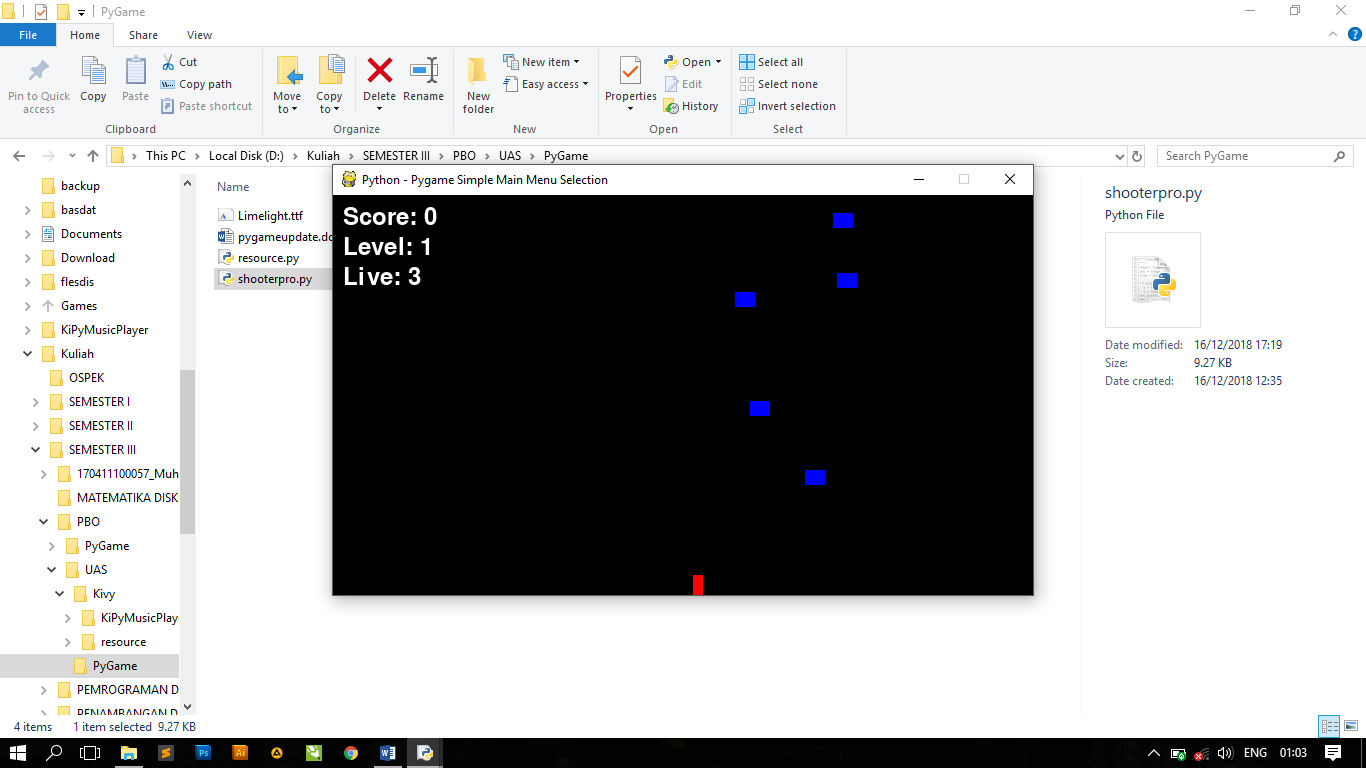 PyGame
File Home Share View
Pin to Quick access
Copy
Paste
Cut
Copy path
Paste shortcut
Clipboard
Move to
Copy to
Delete
Rename
Organize
New folder
New item
Easy access
New
Properties
Open
Edit
History
Open
Select all
Select none
Invert selection
Select
This PC > Local Disk (D:) > Kuliah > SEMESTER III > PBO > UAS > PyGame
Search PyGame
backup
basdat
Documents
Download
flesdis
Games
KiPyMusicPlayer
Kuliah
OSPEK
SEMESTER I
SEMESTER II
SEMESTER III
170411100057_Muh
MATEMATIKA DISK
PBO
PyGame
UAS
Kivy
KiPyMusicPlay
resource
PyGame
PEMROGRAMAN D
PENAMBANGAN D
Name
Limelight.ttf
pygameupdate.do
resource.py
shooterpro.py
Python - Pygame Simple Main Menu Selection
Score: 0
Level: 1
Live: 3
shooterpro.py
Python File
Date modified: 16/12/2018 17:19
Size: 9.27 KB
Date created: 16/12/2018 12:35
4 items 1 item selected 9.27 KB
Ps
Ai
ENG 01:03